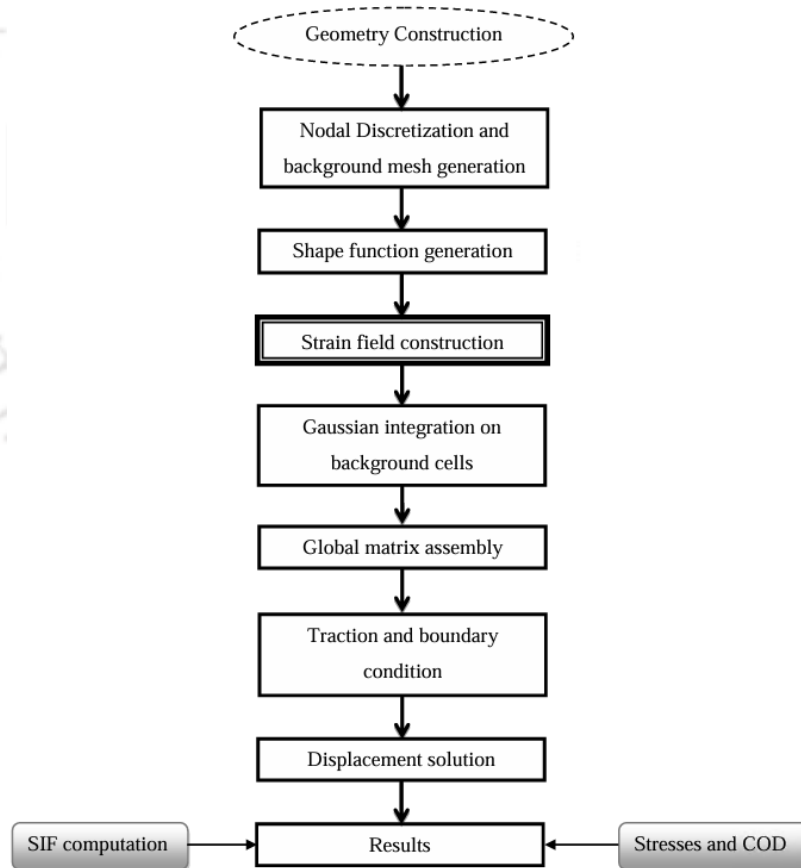 Geometry Construction
Nodal Discretization and
background mesh generation
Shape function generation
Strain field construction
Gaussian integration on
background cells
Global matrix assembly
Traction and boundary
condition
Displacement solution
SIF computation
Results
Stresses and COD